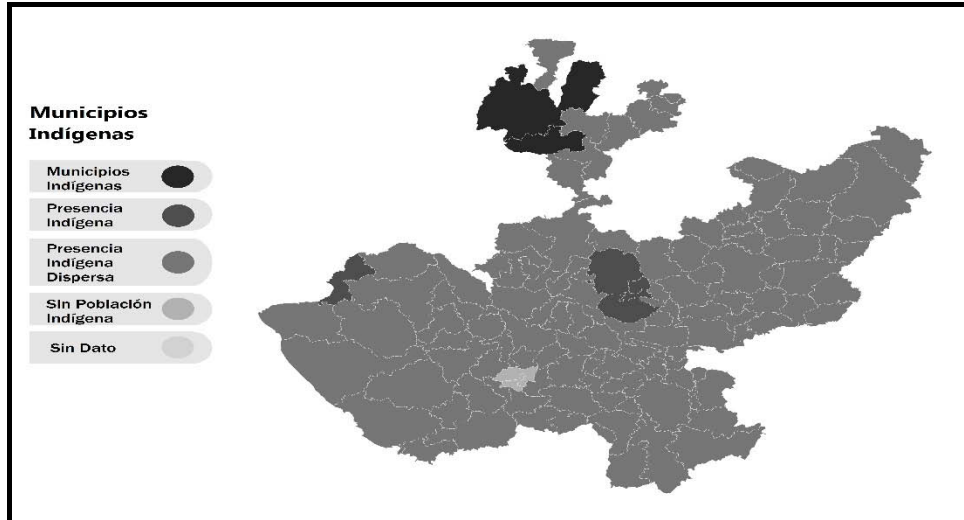 Municipios
Indígenas
Municipios
Indígenas
Presencia
Indígena
Presencia
Indígena
Dispersa
Sin Población
Indígena
Sin Dato